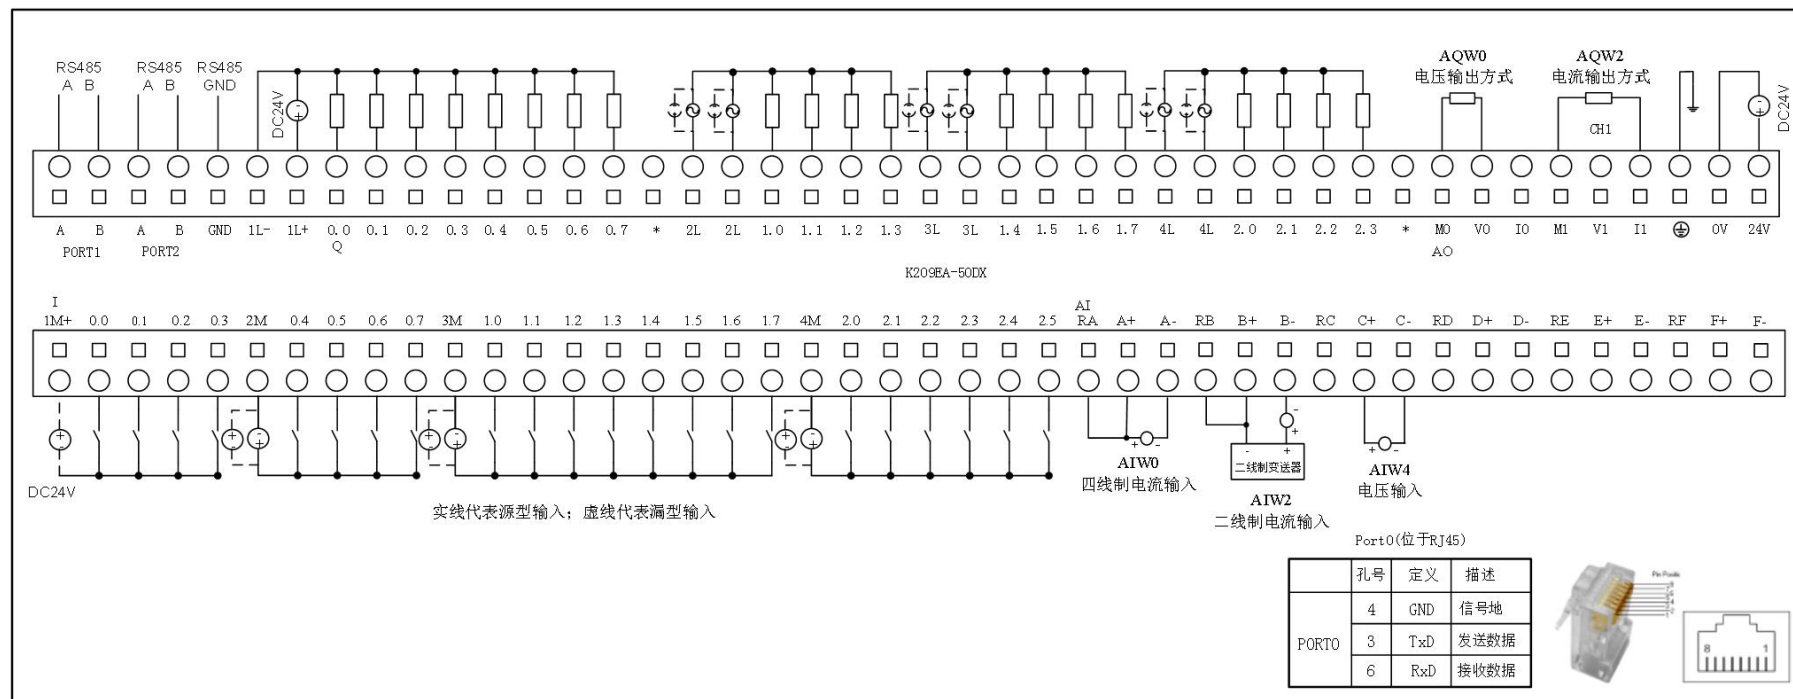 RS485 RS485 RS485
A B A B GND
DC24V
AQW0
电压输出方式
AQW2
电流输出方式
CH1
DC24V
A B A B GND 1L- 1L+ 0.0 0.1 0.2 0.3 0.4 0.5 0.6 0.7 * 2L 2L 1.0 1.1 1.2 1.3 3L 3L 1.4 1.5 1.6 1.7 4L 4L 2.0 2.1 2.2 2.3 * M0 V0 I0 M1 V1 I1 0V 24V
PORT1 PORT2 Q AO
K209EA-50DX
I AI
1M+ 0.0 0.1 0.2 0.3 2M 0.4 0.5 0.6 0.7 3M 1.0 1.1 1.2 1.3 1.4 1.5 1.6 1.7 4M 2.0 2.1 2.2 2.3 2.4 2.5 RA A+ A- RB B+ B- RC C+ C- RD D+ D- RE E+ E- RF F+ F-
DC24V
AIW0
四线制电流输入
二线制变送器
AIW2
二线制电流输入
AIW4
电压输入
实线代表源型输入；虚线代表漏型输入
Port0(位于RJ45)
孔号 定义 描述
PORT0
4 GND 信号地
3 TxD 发送数据
6 RxD 接收数据
8 1